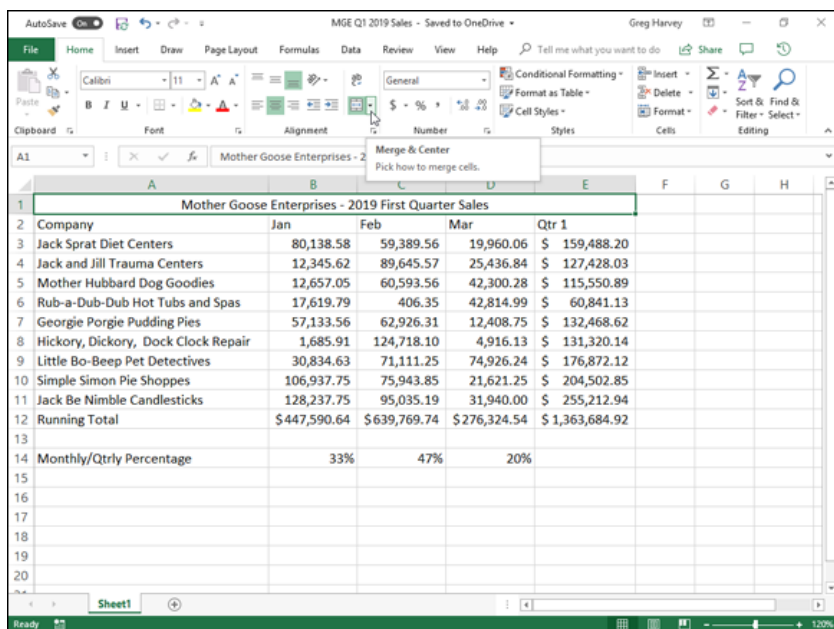 AutoSave On MGE Q1 2019 Sales - Saved to OneDrive Greg Harvey
File Home Insert Draw Page Layout Formulas Data Review View Help Tell me what you want to do Share
Paste
Calibri 11 A A
B I U A
General
$ % ,
Conditional Formatting
Format as Table
Cell Styles
Insert
Delete
Format
Sort & Filter
Find & Select
Clipboard Font Alignment Number Styles Cells Editing
A1 fx Mother Goose Enterprises - 2
Merge & Center
Pick how to merge cells.
A B C D E F G H
1 Mother Goose Enterprises - 2019 First Quarter Sales
2 Company Jan Feb Mar Qtr 1
3 Jack Sprat Diet Centers 80,138.58 59,389.56 19,960.06 $ 159,488.20
4 Jack and Jill Trauma Centers 12,345.62 89,645.57 25,436.84 $ 127,428.03
5 Mother Hubbard Dog Goodies 12,657.05 60,593.56 42,300.28 $ 115,550.89
6 Rub-a-Dub-Dub Hot Tubs and Spas 17,619.79 406.35 42,814.99 $ 60,841.13
7 Georgie Porgie Pudding Pies 57,133.56 62,926.31 12,408.75 $ 132,468.62
8 Hickory, Dickory, Dock Clock Repair 1,685.91 124,718.10 4,916.13 $ 131,320.14
9 Little Bo-Beep Pet Detectives 30,834.63 71,111.25 74,926.24 $ 176,872.12
10 Simple Simon Pie Shoppes 106,937.75 75,943.85 21,621.25 $ 204,502.85
11 Jack Be Nimble Candlesticks 128,237.75 95,035.19 31,940.00 $ 255,212.94
12 Running Total $447,590.64 $639,769.74 $276,324.54 $1,363,684.92
13
14 Monthly/Qtrly Percentage 33% 47% 20%
15
16
17
18
19
20
Sheet1
Ready 120%